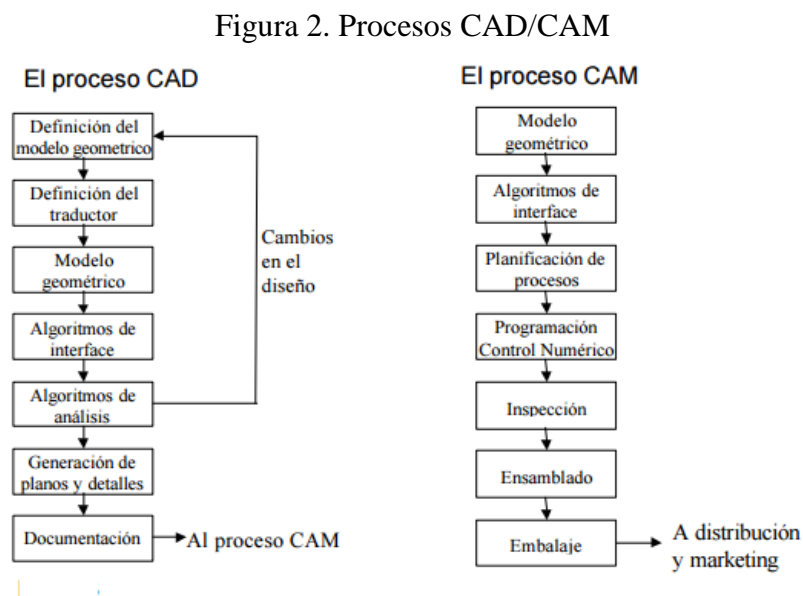 Figura 2. Procesos CAD/CAM
El proceso CAD
Definición del
modelo geometrico
Definición del
traductor
Modelo
geométrico
Algoritmos de
interface
Algoritmos de
análisis
Generación de
planos y detalles
Documentación
Al proceso CAM
Cambios
en el
diseño
El proceso CAM
Modelo
geométrico
Algoritmos de
interface
Planificación de
procesos
Programación
Control Numérico
Inspección
Ensamblado
Embalaje
A distribución
y marketing